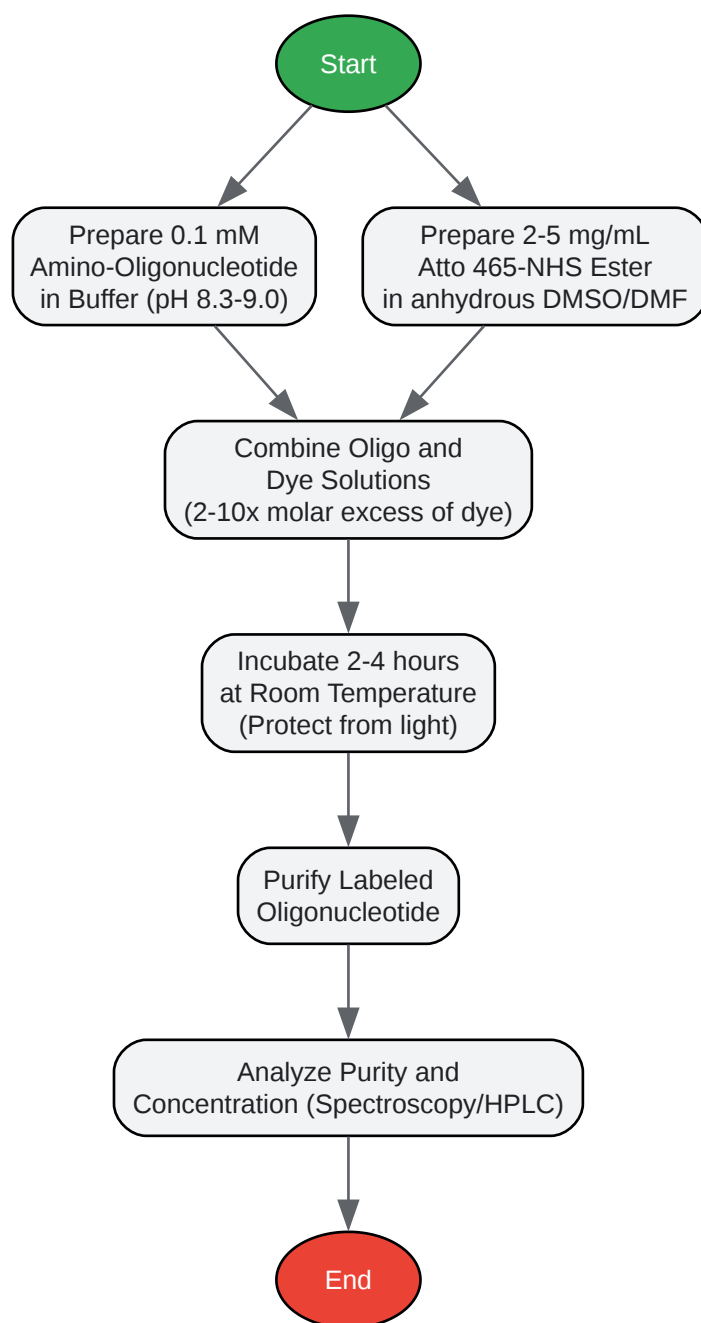 Start
Prepare 0.1 mM
Amino-Oligonucleotide
in Buffer (pH 8.3-9.0)
Prepare 2-5 mg/mL
Atto 465-NHS Ester
in anhydrous DMSO/DMF
Combine Oligo and
Dye Solutions
(2-10x molar excess of dye)
Incubate 2-4 hours
at Room Temperature
(Protect from light)
Purify Labeled
Oligonucleotide
Analyze Purity and
Concentration (Spectroscopy/HPLC)
End